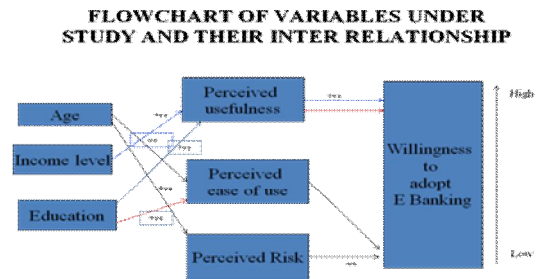 FLOWCHART OF VARIABLES UNDER
STUDY AND THEIR INTER RELATIONSHIP
Age
Income level
Education
Perceived
usefulness
Perceived
ease of use
Perceived Risk
Willingness
to
adopt
E Banking
High
Low